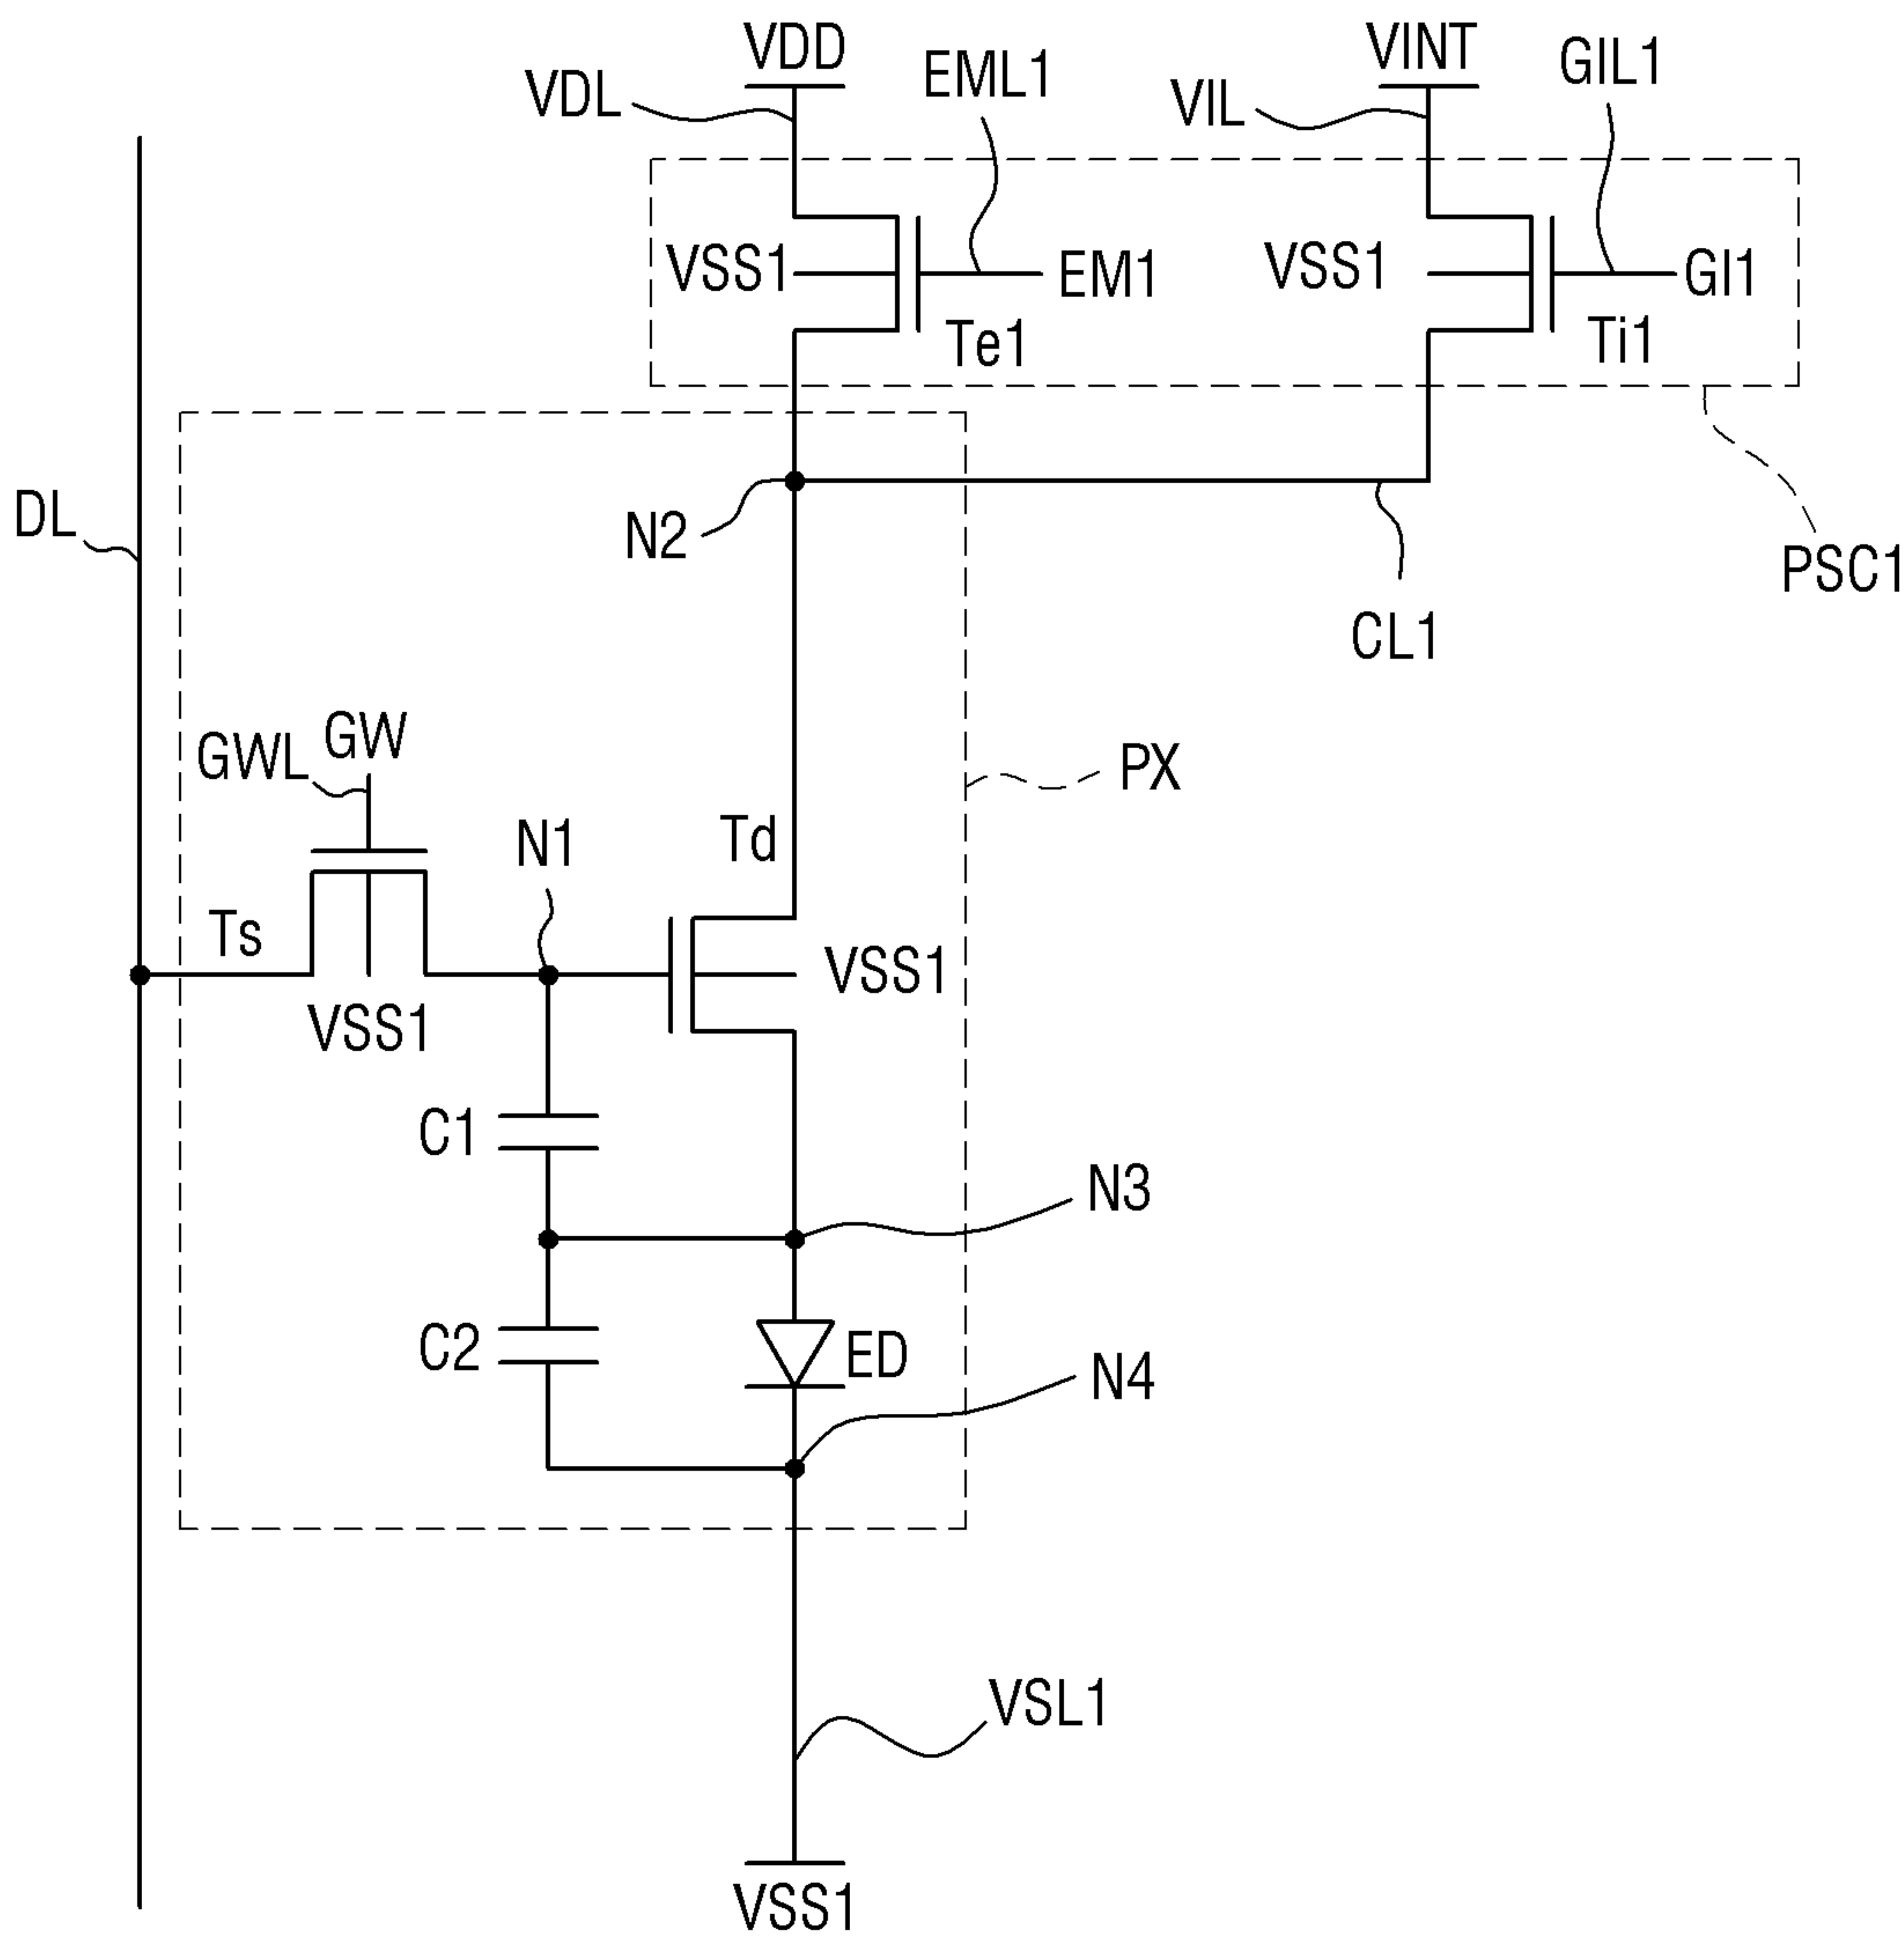 VDD
VINT
VDL
EML1
VIL
GIL1
VSS1
EM1
VSS1
GI1
Te1
Ti1
DL
N2
PSC1
CL1
GWL
GW
PX
N1
Td
Ts
VSS1
VSS1
C1
N3
C2
ED
N4
VSL1
VSS1